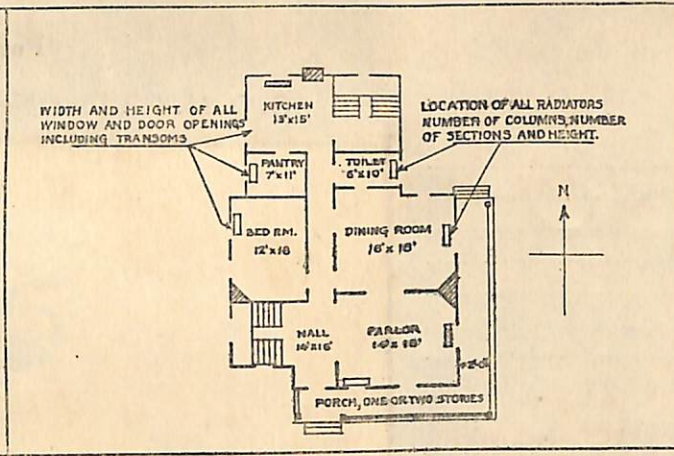 WIDTH AND HEIGHT OF ALL
WINDOW AND DOOR OPENINGS
INCLUDING TRANSOMS
LOCATION OF ALL RADIATORS
NUMBER OF COLUMNS, NUMBER
OF SECTIONS AND HEIGHT.
KITCHEN
13'x15'
PANTRY
7'x11'
TOILET
6'x10'
N
BED RM.
12'x18
DINING ROOM
16'x18'
HALL
14'x16'
PARLOR
14'x18'
PORCH, ONE OR TWO STORIES